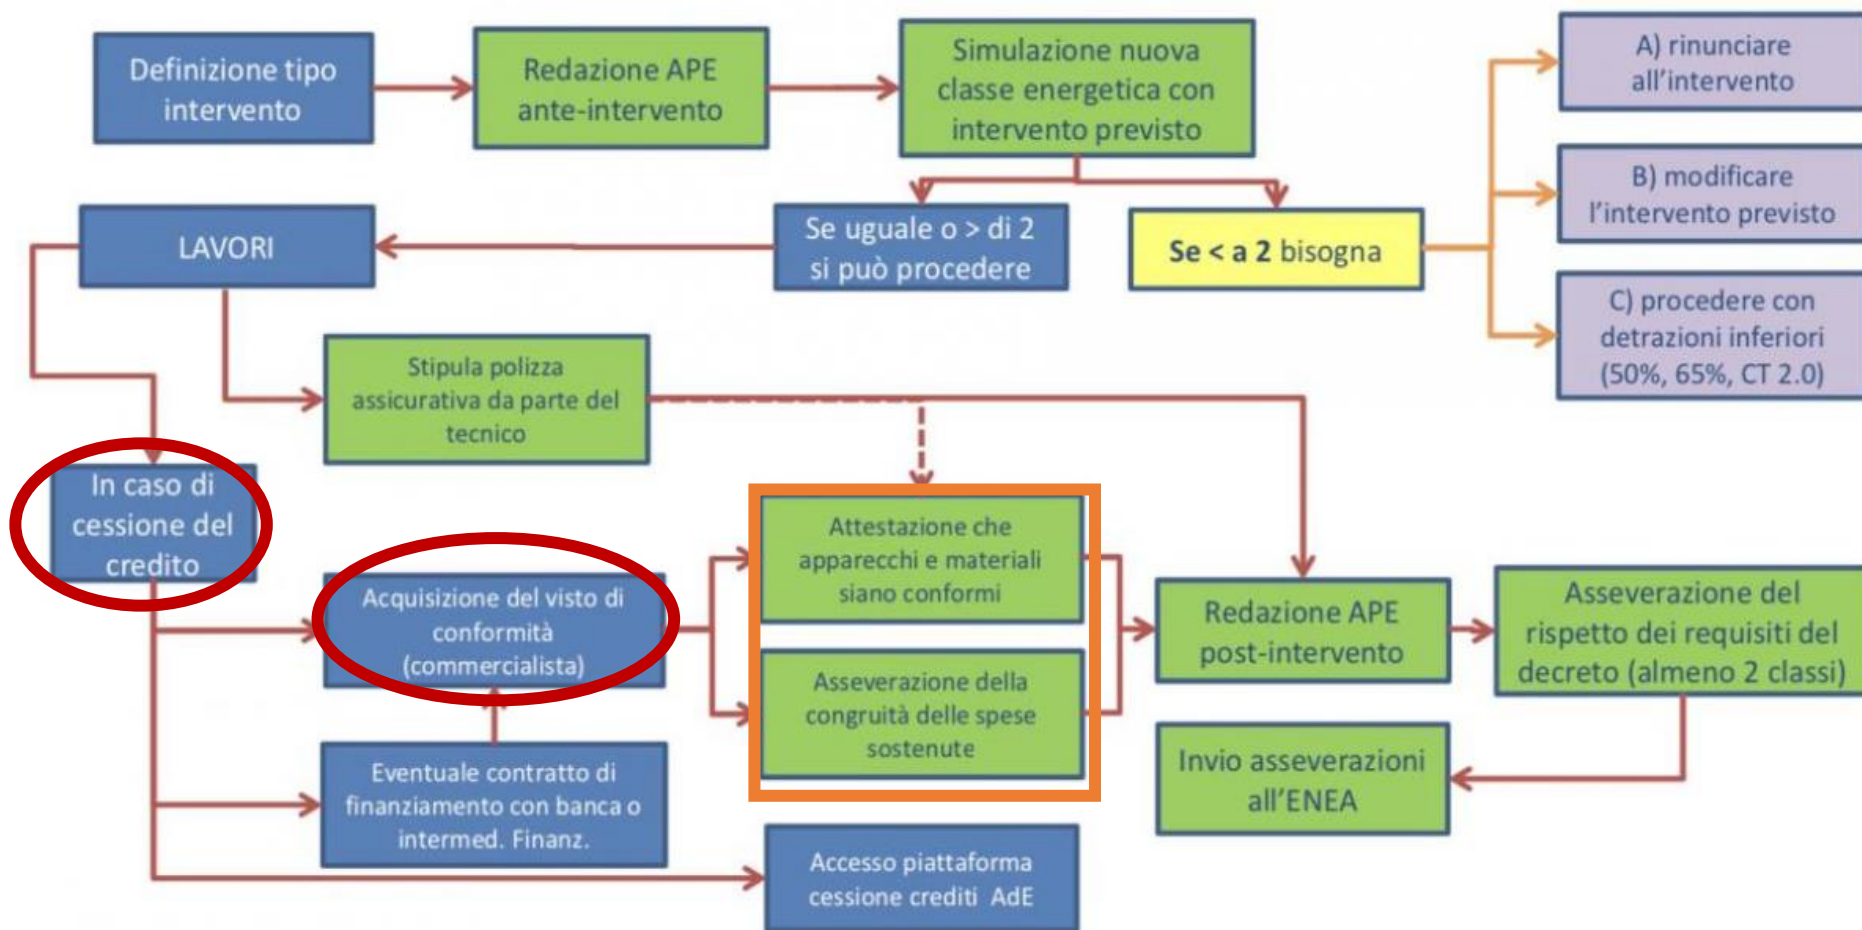 Definizione tipo
intervento
Redazione APE
ante-intervento
Simulazione nuova
classe energetica con
intervento previsto
A) rinunciare
all'intervento
B) modificare
l'intervento previsto
C) procedere con
detrazioni inferiori
(50%, 65%, CT 2.0)
LAVORI
Se uguale o > di 2
si può procedere
Se < a 2 bisogna
Stipula polizza
assicurativa da parte del
tecnico
In caso di
cessione del
credito
Acquisizione del visto di
conformità
(commercialista)
Attestazione che
apparecchi e materiali
siano conformi
Asseverazione della
congruità delle spese
sostenute
Redazione APE
post-intervento
Asseverazione del
rispetto dei requisiti del
decreto (almeno 2 classi)
Eventuale contratto di
finanziamento con banca o
intermed. Finanz.
Invio asseverazioni
all'ENEA
Accesso piattaforma
cessione crediti AdE